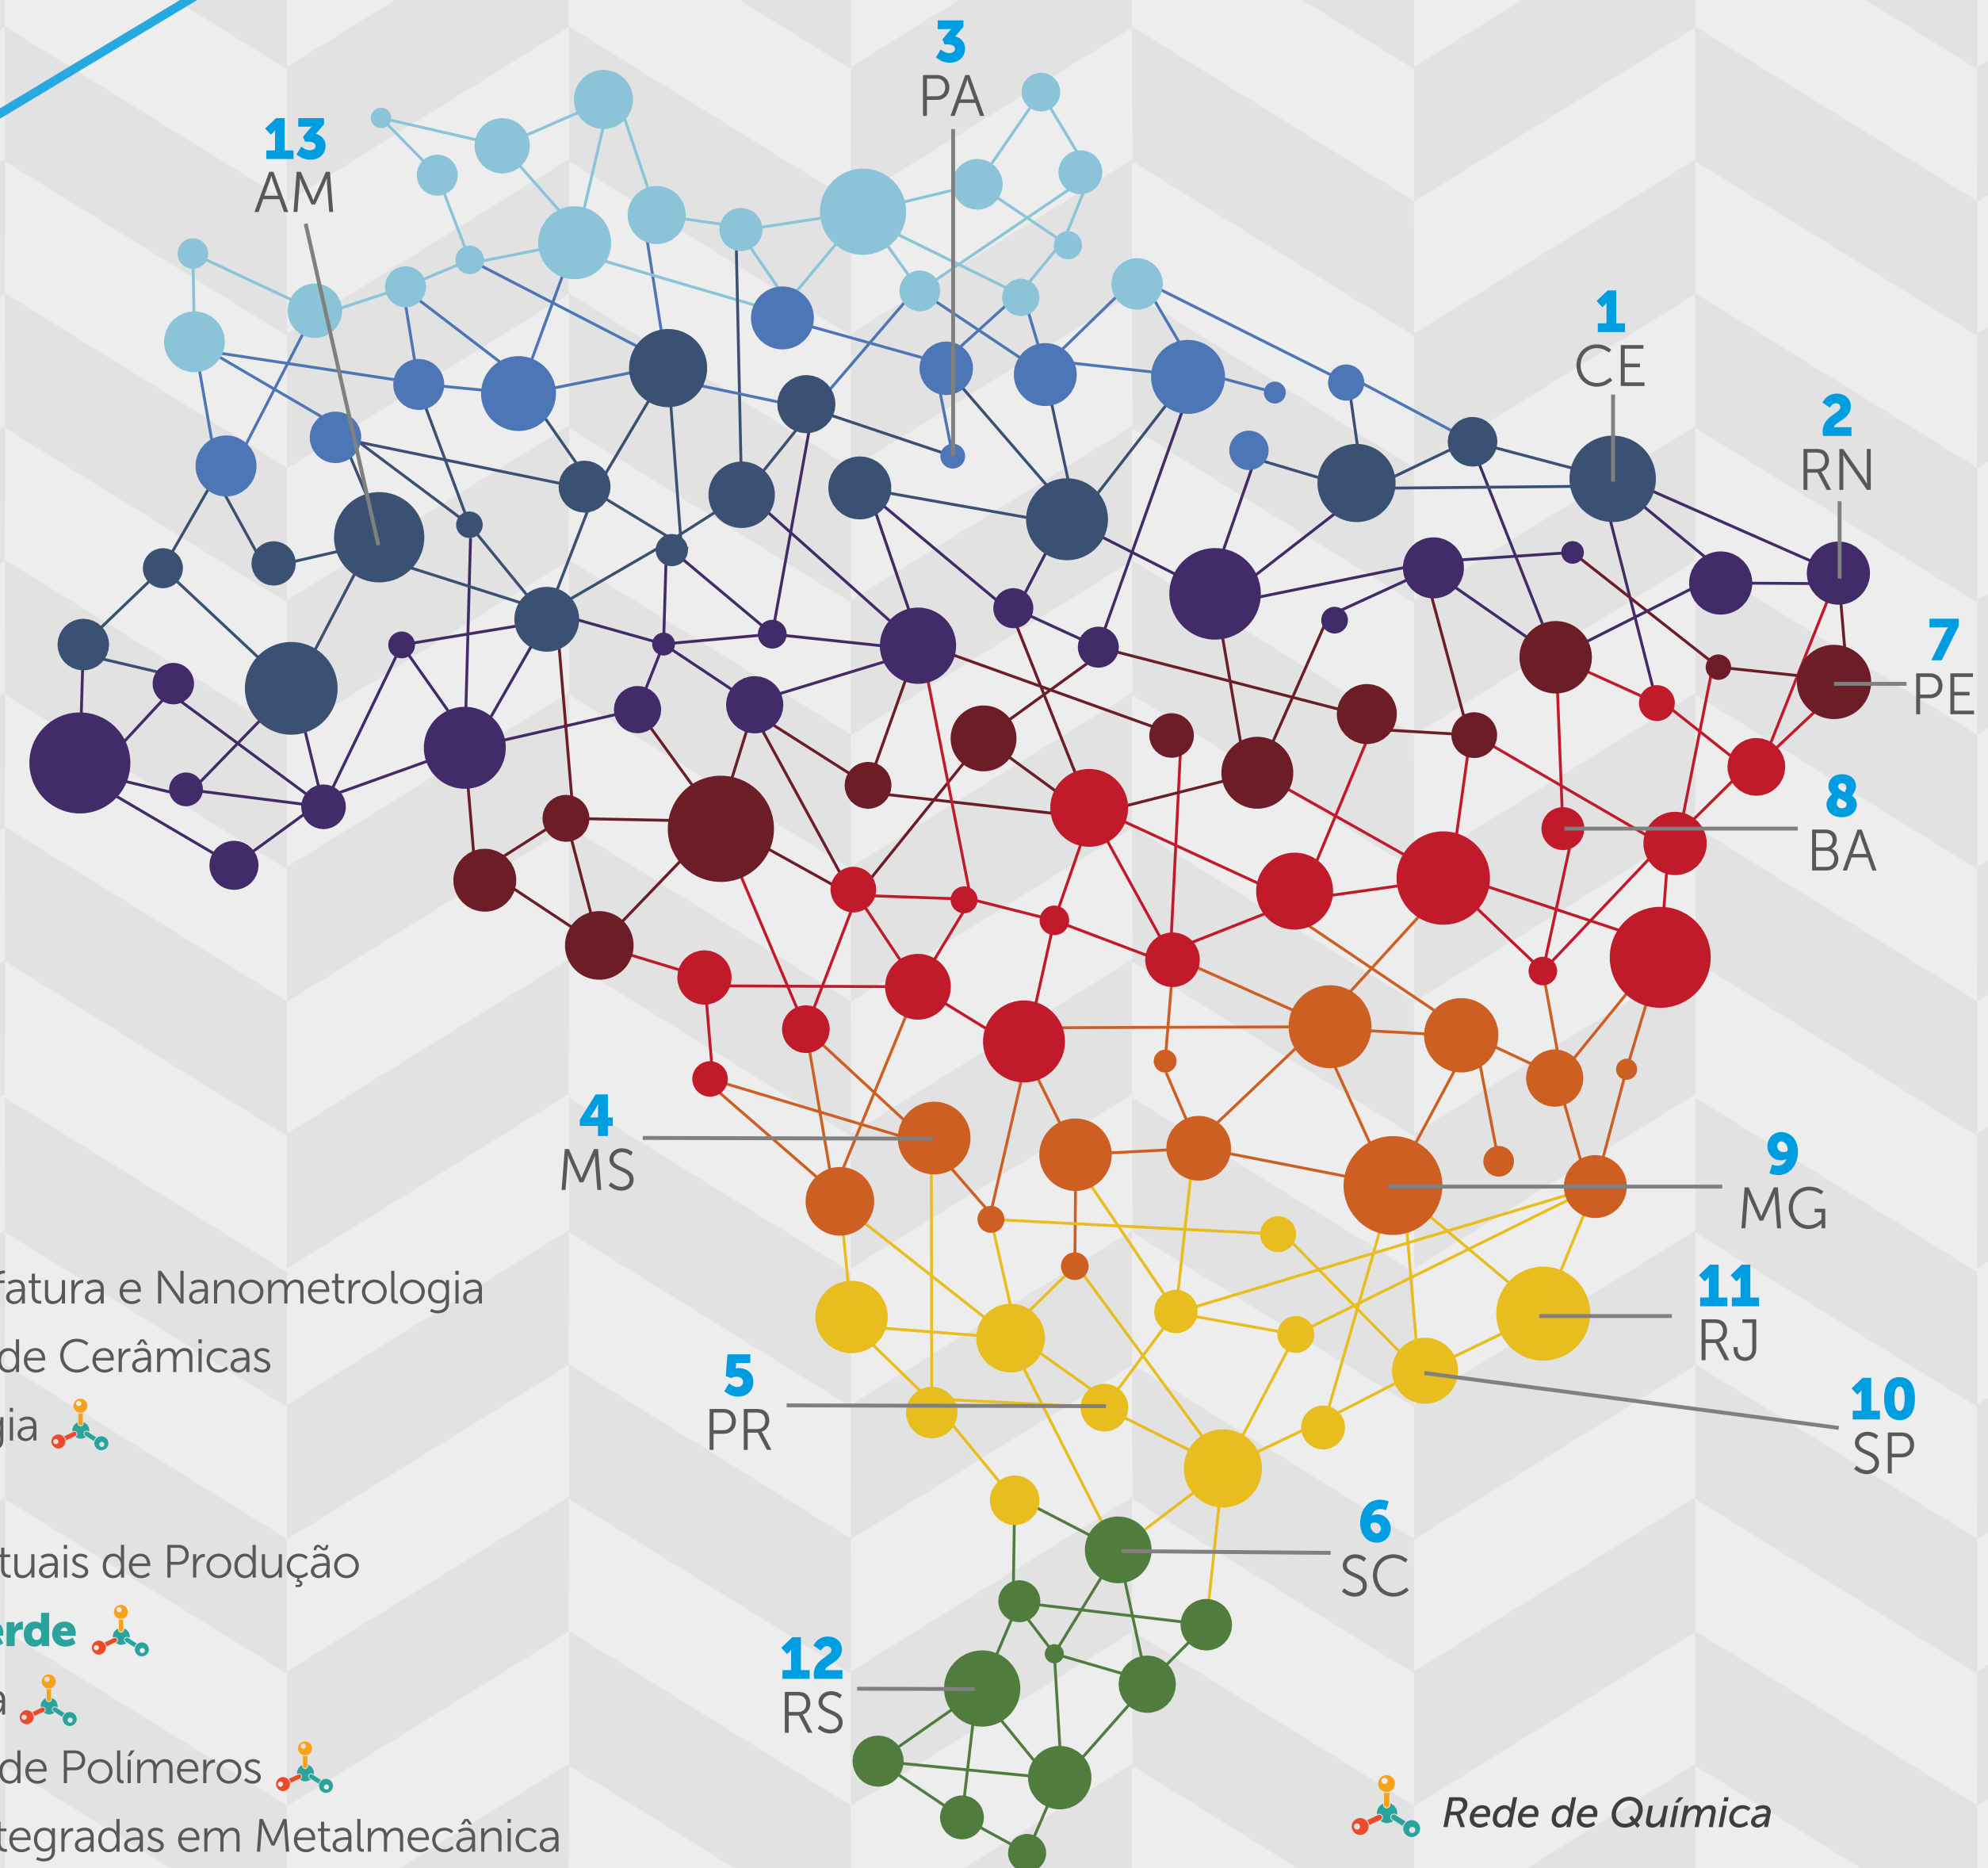 3
PA
13
AM
1
CE
2
RN
7
PE
8
BA
4
MS
9
MG
fatura e Nanometrologia
11
RJ
de Cerâmicas
5
PR
10
SP
gia
6
SC
tuais de Produção
erde
12
RS
a
de Polímeros
Rede de Química
tegradas em Metalmecânica